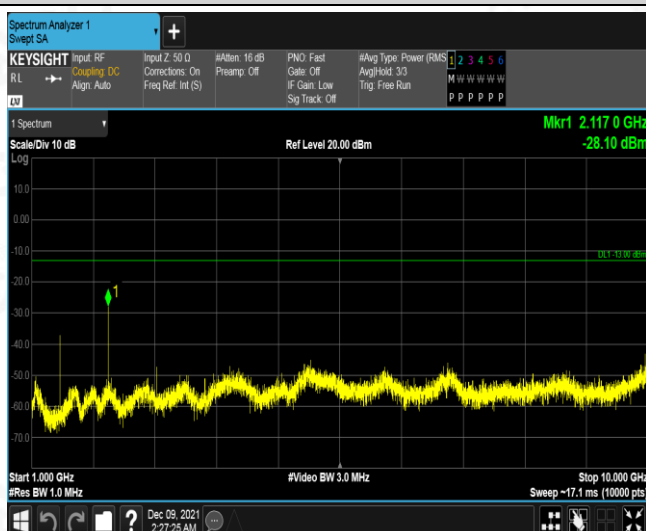 Spectrum Analyzer 1
Swept SA
+
KEYSIGHT
RL
LXI
Input: RF
Coupling: DC
Align: Auto
Input Z: 50 Ω
Corrections: On
Freq Ref: Int (S)
#Atten: 16 dB
Preamp: Off
PNO: Fast
Gate: Off
IF Gain: Low
Sig Track: Off
#Avg Type: Power (RMS
Avg|Hold: 3/3
Trig: Free Run
1 2 3 4 5 6
M W W W W W
P P P P P P
1 Spectrum
Mkr1 2.117 0 GHz
-28.10 dBm
Scale/Div 10 dB
Ref Level 20.00 dBm
Log
10.0
0.00
-10.0
DL1 -13.00 dBm
-20.0
1
-30.0
-40.0
-50.0
-60.0
-70.0
Start 1.000 GHz
#Video BW 3.0 MHz
Stop 10.000 GHz
#Res BW 1.0 MHz
Sweep ~17.1 ms (10000 pts)
?
Dec 09, 2021
2:27:25 AM